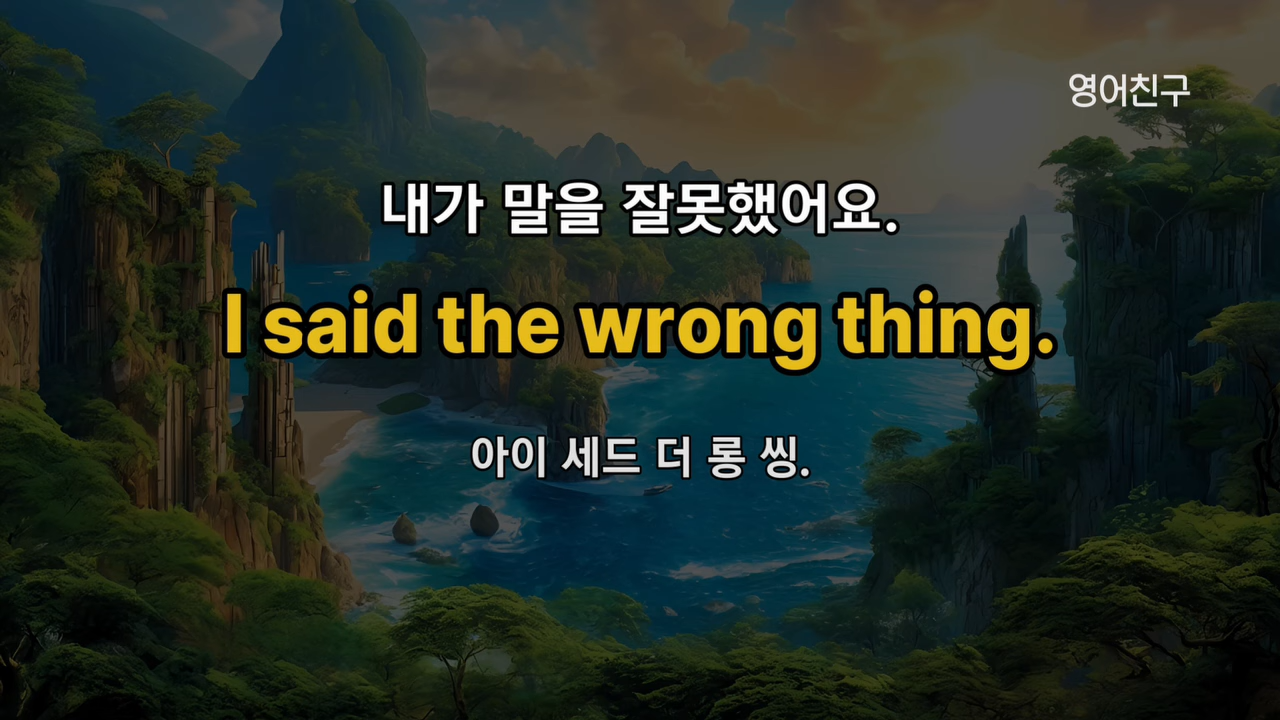 영어친구
내가 말을 잘못했어요.
I said the wrong thing.
아이 세드 더 롱 씽.